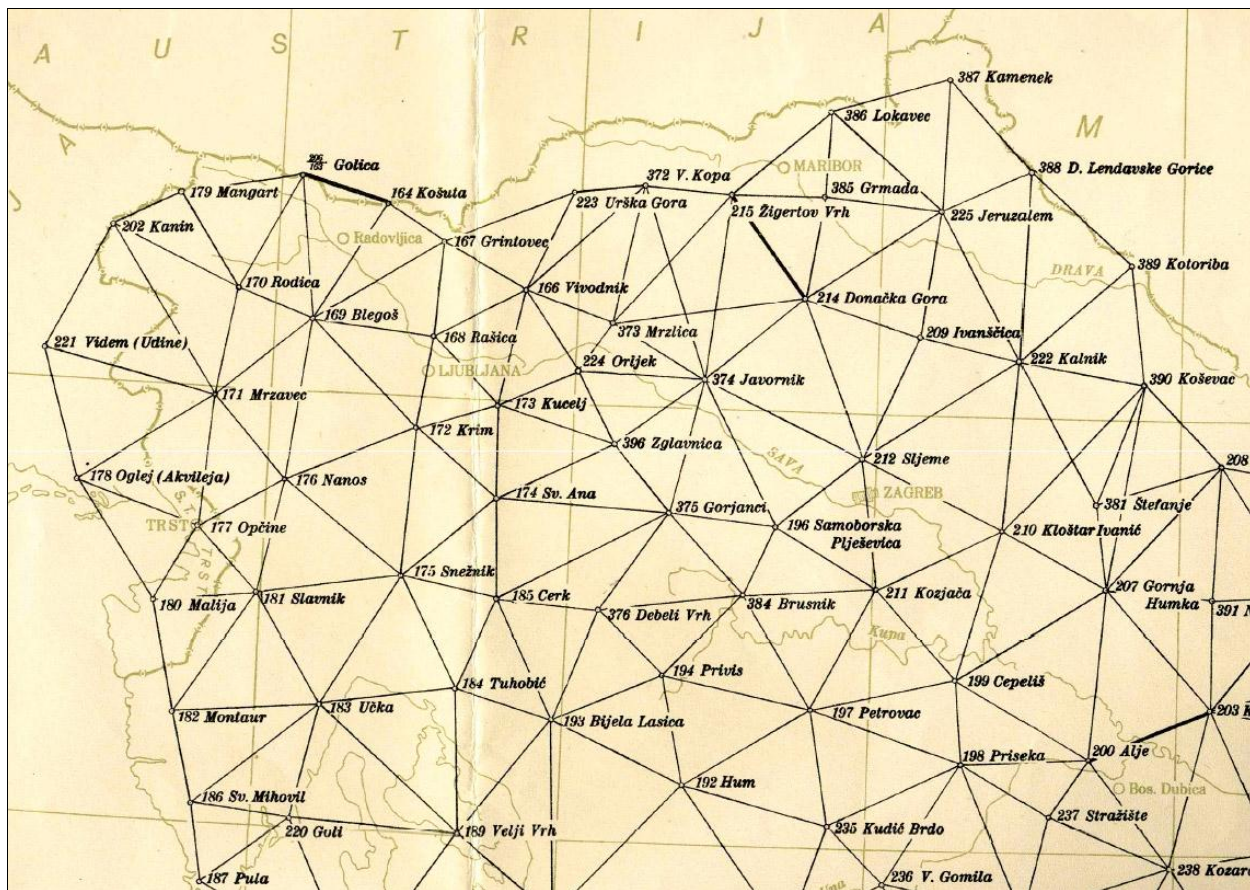 A U S T R I J A
M
A
387 Kamenek
386 Lokavec
MARIBOR
388 D. Lendavske Gorice
Golica
372 V. Kopa
385 Grmada
179 Mangart
164 Košuta
223 Urška Gora
215 Žigertov Vrh
225 Jeruzalem
202 Kanin
Radovljica
167 Grintovec
389 Kotoriba
DRAVA
170 Rodica
166 Vivodnik
214 Donačka Gora
169 Blegoš
168 Rašica
373 Mrzlica
209 Ivanščica
221 Videm (Udine)
222 Kalnik
LJUBLJANA
224 Orljek
374 Javornik
390 Koševac
171 Mrzavec
173 Kucelj
172 Krim
396 Zglavnica
SAVA
212 Sljeme
208
178 Oglej (Akvileja)
176 Nanos
174 Sv. Ana
ZAGREB
381 Štefanje
375 Gorjanci
TRST
177 Opčine
196 Samoborska
Plješevica
210 Kloštar Ivanić
175 Snežnik
180 Malija
181 Slavnik
185 Cerk
376 Debeli Vrh
384 Brusnik
211 Kozjača
207 Gornja
Humka
391 N
Kupa
194 Privis
184 Tuhobić
199 Cepeliš
182 Montaur
183 Učka
193 Bijela Lasica
197 Petrovac
203 K
200 Alje
198 Priseka
192 Hum
Bos. Dubica
186 Sv. Mihovil
237 Stražište
220 Goli
189 Velji Vrh
235 Kudić Brdo
238 Kozar
187 Pula
236 V. Gomila
Una